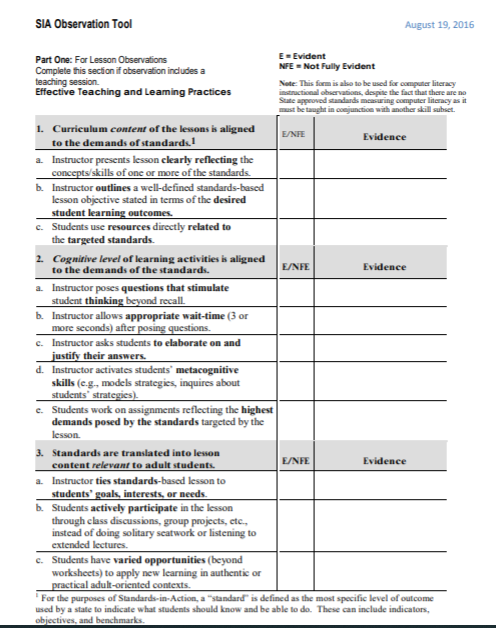 SIA Observation Tool
August 19, 2016
Part One: For Lesson Observations
Complete this section if observation includes a
teaching session.
Effective Teaching and Learning Practices
E = Evident
NFE = Not Fully Evident
Note: This form is also to be used for computer literacy
instructional observations, despite the fact that there are no
State approved standards measuring computer literacy as it
must be taught in conjunction with another skill subset.
1. Curriculum content of the lessons is aligned
to the demands of standards.1
E/NFE
Evidence
a. Instructor presents lesson clearly reflecting the
concepts/skills of one or more of the standards.
b. Instructor outlines a well-defined standards-based
lesson objective stated in terms of the desired
student learning outcomes.
c. Students use resources directly related to
the targeted standards.
2. Cognitive level of learning activities is aligned
to the demands of the standards.
E/NFE
Evidence
a. Instructor poses questions that stimulate
student thinking beyond recall.
b. Instructor allows appropriate wait-time (3 or
more seconds) after posing questions.
c. Instructor asks students to elaborate on and
justify their answers.
d. Instructor activates students' metacognitive
skills (e.g., models strategies, inquires about
students' strategies).
e. Students work on assignments reflecting the highest
demands posed by the standards targeted by the
lesson.
3. Standards are translated into lesson
content relevant to adult students.
E/NFE
Evidence
a. Instructor ties standards-based lesson to
students' goals, interests, or needs.
b. Students actively participate in the lesson
through class discussions, group projects, etc.,
instead of doing solitary seatwork or listening to
extended lectures.
c. Students have varied opportunities (beyond
worksheets) to apply new learning in authentic or
practical adult-oriented contexts.
1 For the purposes of Standards-in-Action, a "standard" is defined as the most specific level of outcome
used by a state to indicate what students should know and be able to do. These can include indicators,
objectives, and benchmarks.